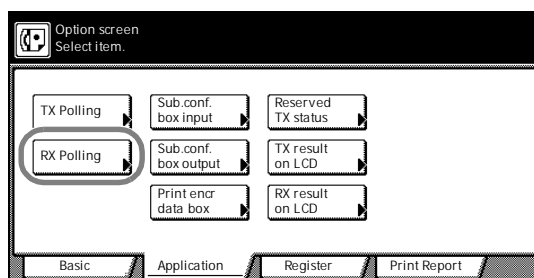 Option screen
Select item.
TX Polling
Sub.conf.
box input
Reserved
TX status
RX Polling
Sub.conf.
box output
TX result
on LCD
Print encr
data box
RX result
on LCD
Basic
Application
Register
Print Report